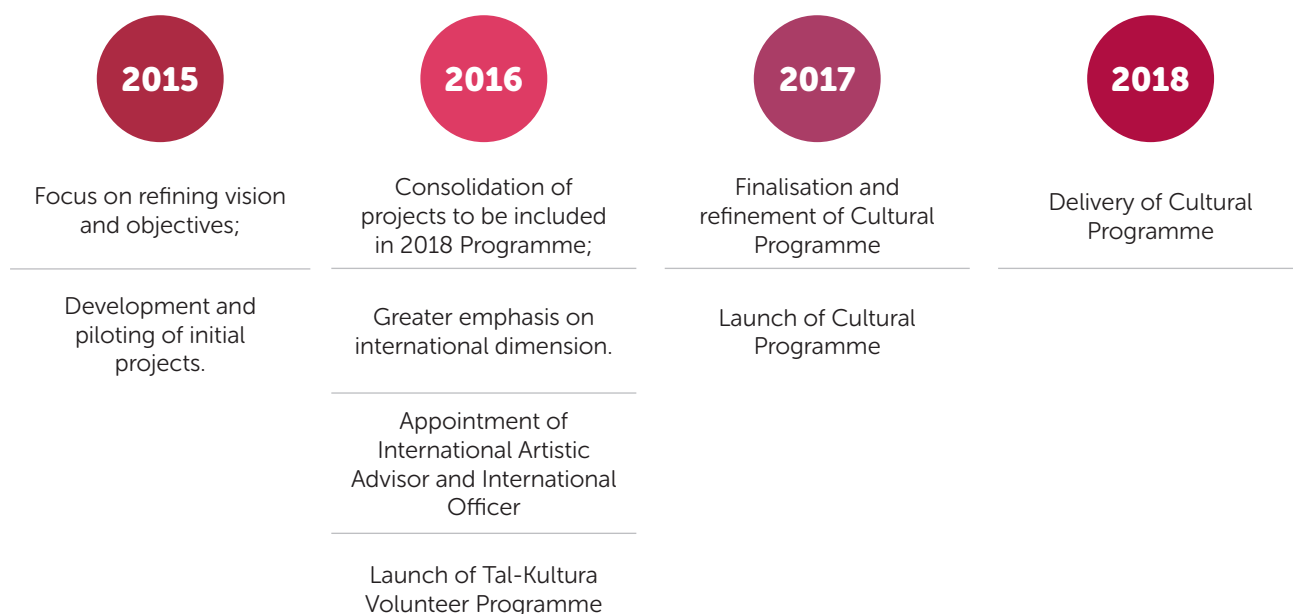 2015
Focus on refining vision
and objectives;
Development and
piloting of initial
projects.
2016
Consolidation of
projects to be included
in 2018 Programme;
Greater emphasis on
international dimension.
Appointment of
International Artistic
Advisor and International
Officer
Launch of Tal-Kultura
Volunteer Programme
2017
Finalisation and
refinement of Cultural
Programme
Launch of Cultural
Programme
2018
Delivery of Cultural
Programme